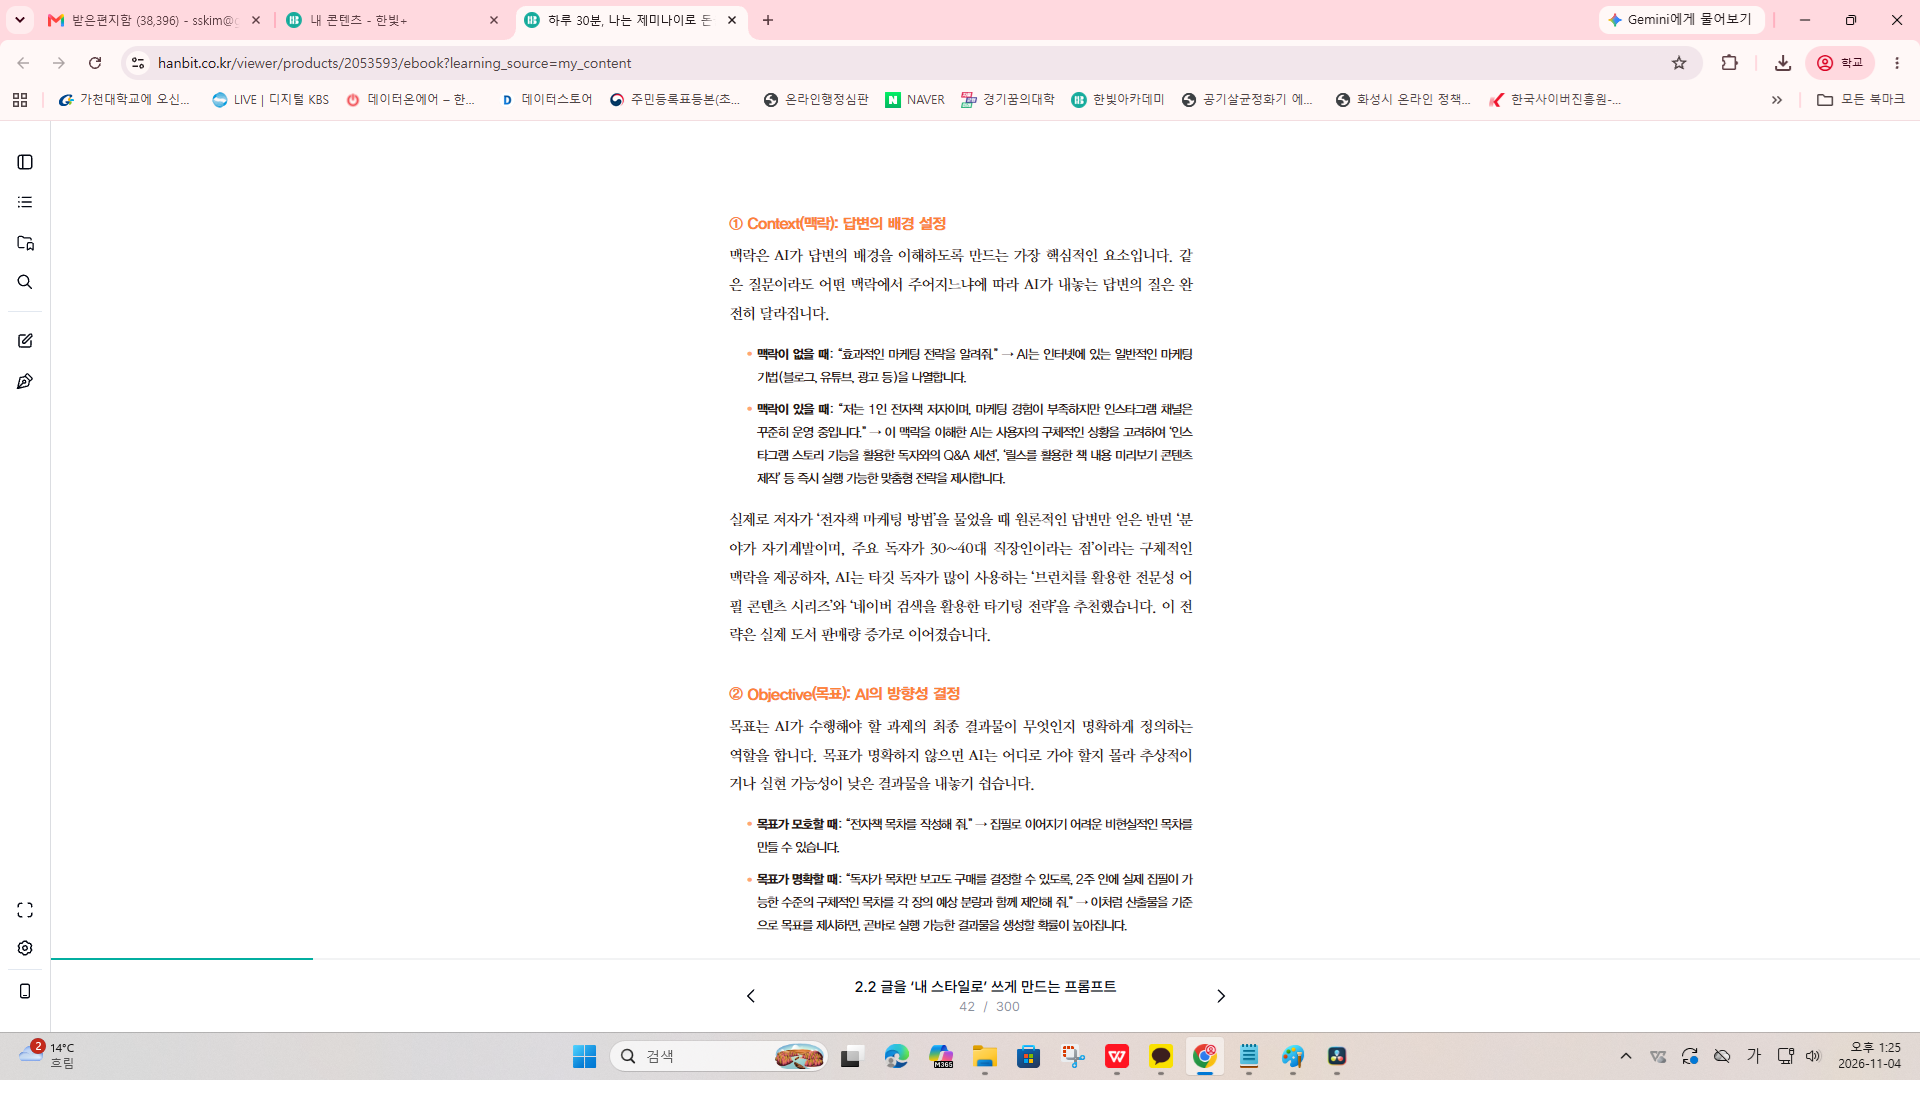 받은편지함 (38,396) - sskim@g
내 콘텐츠 - 한빛+
하루 30분, 나는 제미나이로 돈
Gemini에게 물어보기
hanbit.co.kr/viewer/products/2053593/ebook?learning_source=my_content
학교
가천대학교에 오신...
LIVE | 디지털 KBS
데이터온에어 – 한...
데이터스토어
주민등록표등본(초...
온라인행정심판
NAVER
경기꿈의대학
한빛아카데미
공기살균정화기 에...
화성시 온라인 정책...
한국사이버진흥원-...
모든 북마크
① Context(맥락): 답변의 배경 설정
맥락은 AI가 답변의 배경을 이해하도록 만드는 가장 핵심적인 요소입니다. 같
은 질문이라도 어떤 맥락에서 주어지느냐에 따라 AI가 내놓는 답변의 질은 완
전히 달라집니다.
• 맥락이 없을 때: “효과적인 마케팅 전략을 알려줘.” → AI는 인터넷에 있는 일반적인 마케팅
기법(블로그, 유튜브, 광고 등)을 나열합니다.
• 맥락이 있을 때: “저는 1인 전자책 저자이며, 마케팅 경험이 부족하지만 인스타그램 채널은
꾸준히 운영 중입니다.” → 이 맥락을 이해한 AI는 사용자의 구체적인 상황을 고려하여 ‘인스
타그램 스토리 기능을 활용한 독자와의 Q&A 세션’, ‘릴스를 활용한 책 내용 미리보기 콘텐츠
제작’ 등 즉시 실행 가능한 맞춤형 전략을 제시합니다.
실제로 저자가 ‘전자책 마케팅 방법’을 물었을 때 원론적인 답변만 얻은 반면 ‘분
야가 자기계발이며, 주요 독자가 30~40대 직장인이라는 점’이라는 구체적인
맥락을 제공하자, AI는 타깃 독자가 많이 사용하는 ‘브런치를 활용한 전문성 어
필 콘텐츠 시리즈’와 ‘네이버 검색을 활용한 타기팅 전략’을 추천했습니다. 이 전
략은 실제 도서 판매량 증가로 이어졌습니다.
② Objective(목표): AI의 방향성 결정
목표는 AI가 수행해야 할 과제의 최종 결과물이 무엇인지 명확하게 정의하는
역할을 합니다. 목표가 명확하지 않으면 AI는 어디로 가야 할지 몰라 추상적이
거나 실현 가능성이 낮은 결과물을 내놓기 쉽습니다.
• 목표가 모호할 때: “전자책 목차를 작성해 줘.” → 집필로 이어지기 어려운 비현실적인 목차를
만들 수 있습니다.
• 목표가 명확할 때: “독자가 목차만 보고도 구매를 결정할 수 있도록, 2주 안에 실제 집필이 가
능한 수준의 구체적인 목차를 각 장의 예상 분량과 함께 제안해 줘.” → 이처럼 산출물을 기준
으로 목표를 제시하면, 곧바로 실행 가능한 결과물을 생성할 확률이 높아집니다.
2.2 글을 ‘내 스타일로’ 쓰게 만드는 프롬프트
42 / 300
2
14°C
흐림
검색
M365
가
오후 1:25
2026-11-04